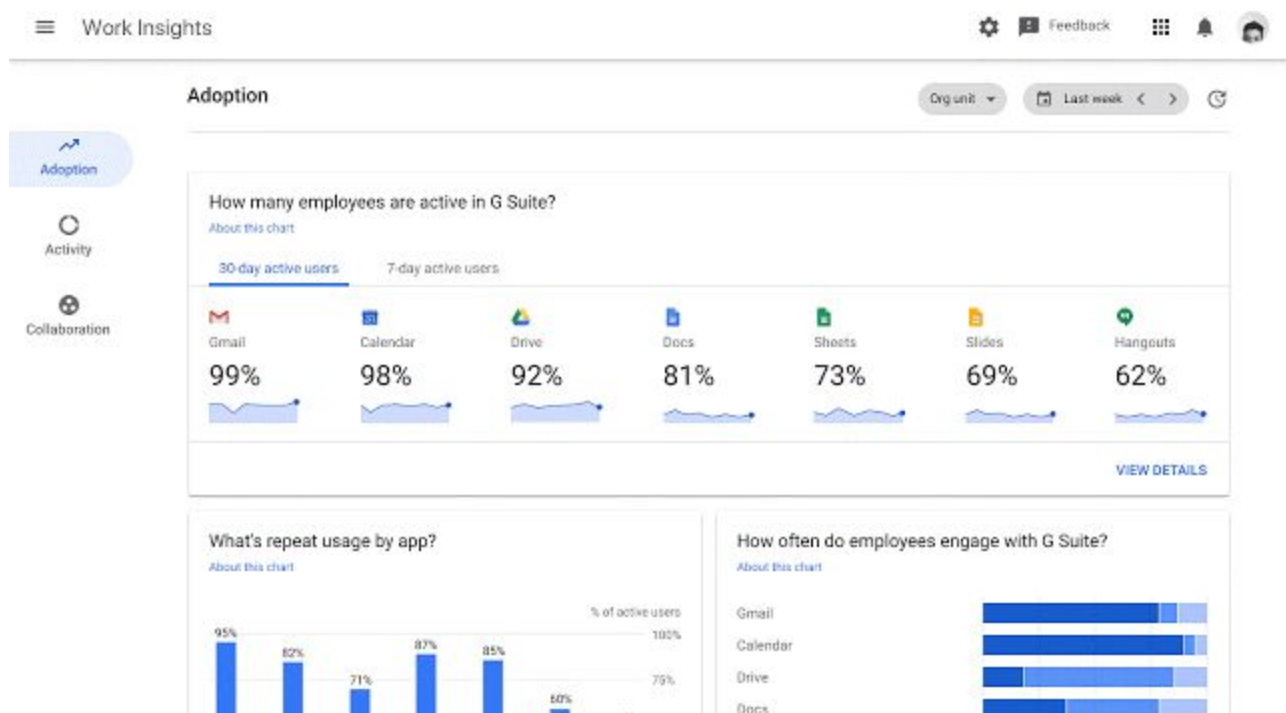 Work Insights
Feedback
Adoption
Org unit
Last week
Adoption
Activity
Collaboration
How many employees are active in G Suite?
About this chart
30-day active users 7-day active users
31
Gmail Calendar Drive Docs Sheets Slides Hangouts
99% 98% 92% 81% 73% 69% 62%
VIEW DETAILS
What's repeat usage by app?
About this chart
% of active users
100%
95%
87%
85%
82%
75%
71%
60%
How often do employees engage with G Suite?
About this chart
Gmail
Calendar
Drive
Docs